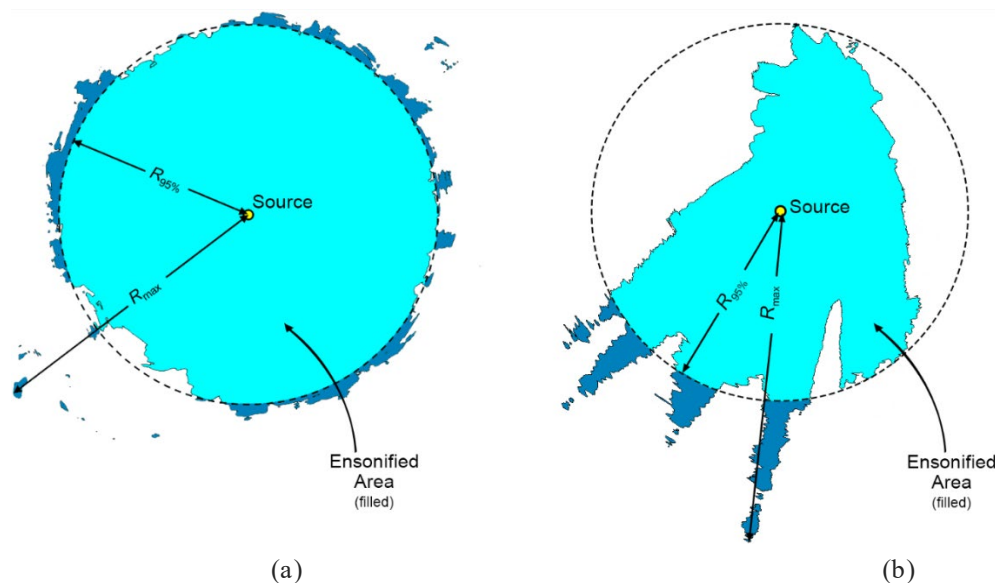 Source
R95%
Rmax
Ensonified
Area
(filled)
(a)
Source
R95%
Rmax
Ensonified
Area
(filled)
(b)